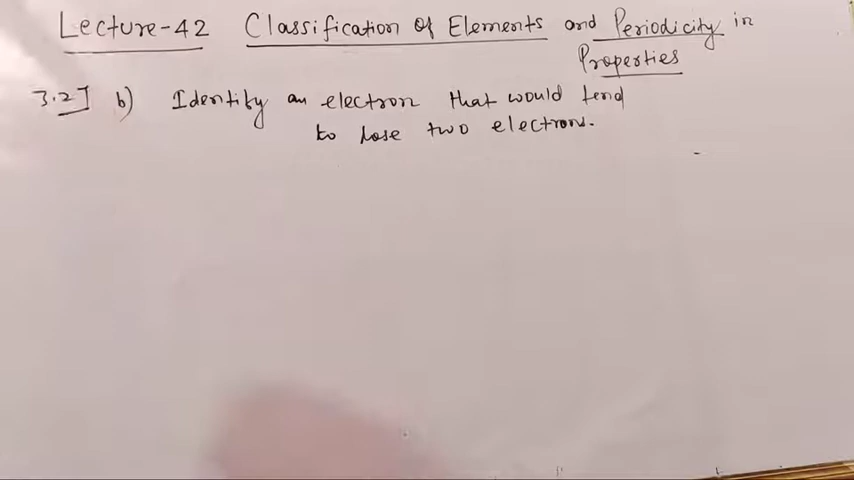 Lecture-42 Classification of Elements and Periodicity in
Properties
3.27 b) Identify an electron that would tend
to lose two electrons.